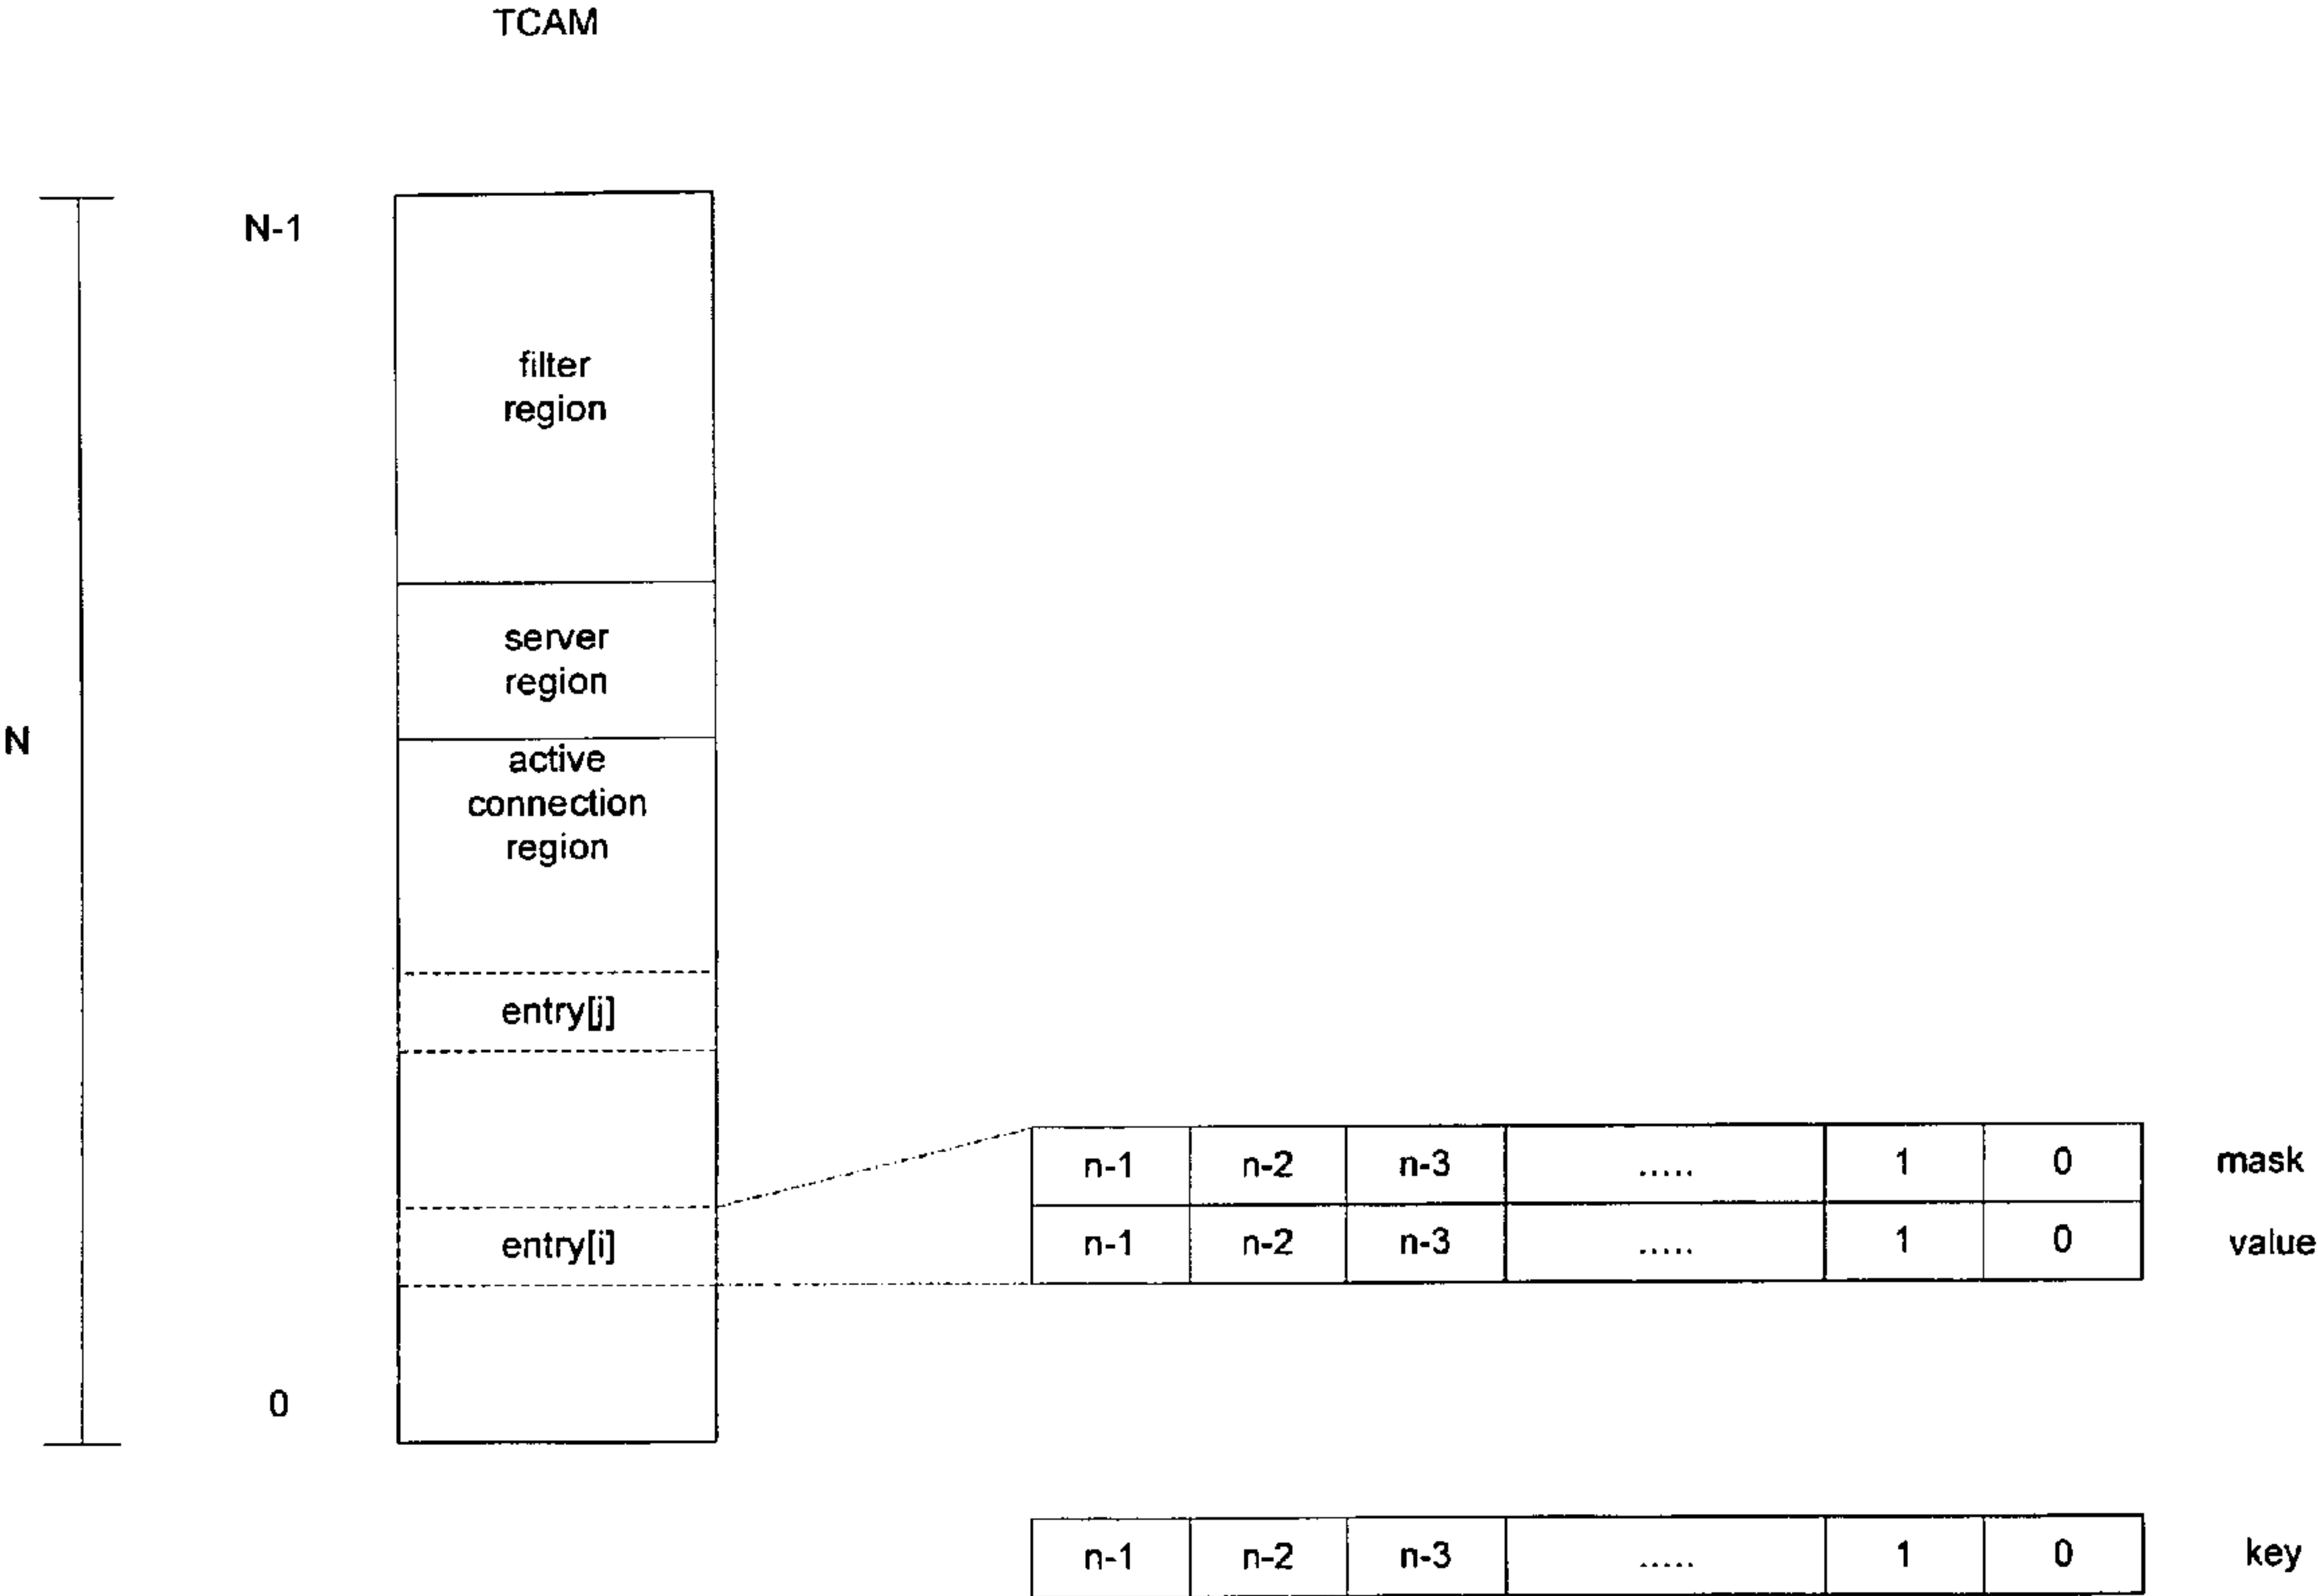 TCAM
N-1
filter
region
server
region
N
active
connection
region
entry[j]
n-1 n-2 n-3 ..... 1 0 mask
entry[i] n-1 n-2 n-3 ..... 1 0 value
0
n-1 n-2 n-3 ..... 1 0 key